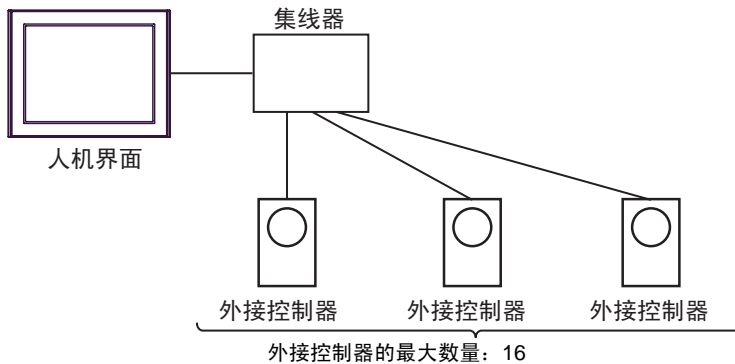 集线器
人机界面
外接控制器
外接控制器
外接控制器
外接控制器的最大数量：16